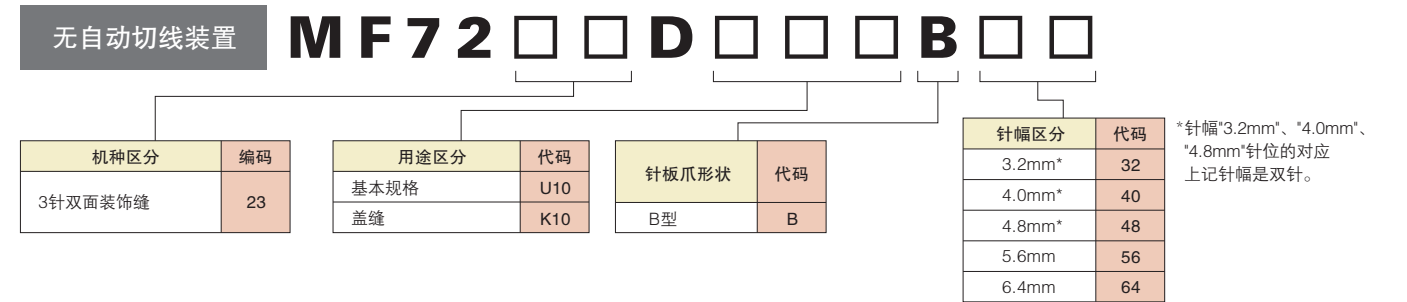 无自动切线装置 MF72□□D□□□B□□
机种区分 编码
3针双面装饰缝 23
用途区分 代码
基本规格 U10
盖缝 K10
针板爪形状 代码
B型 B
针幅区分 代码
3.2mm* 32
4.0mm* 40
4.8mm* 48
5.6mm 56
6.4mm 64
*针幅"3.2mm"、"4.0mm"、
"4.8mm"针位的对应
上记针幅是双针。